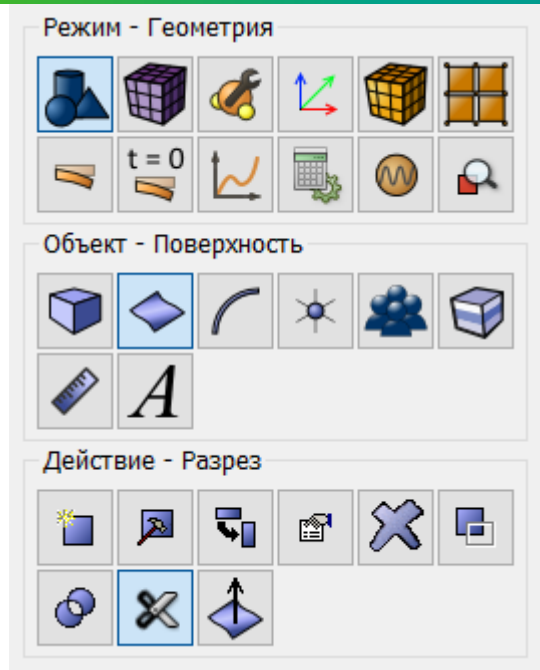 Режим - Геометрия
t = 0
Объект - Поверхность
A
Действие - Разрез